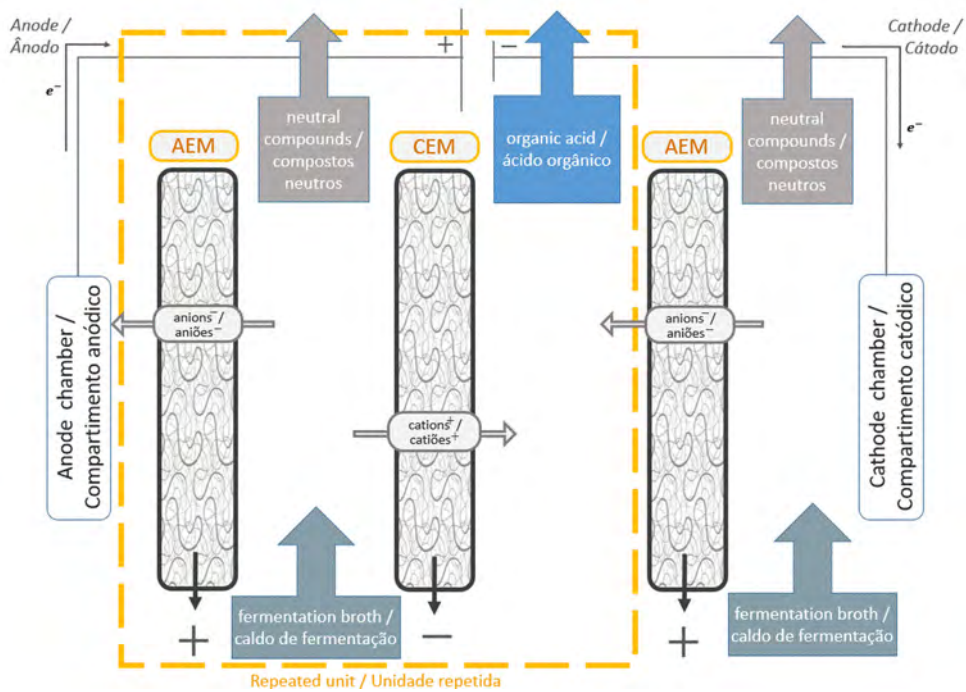 Anode /
Ânodo
e−
+
−
Cathode /
Cátodo
e−
neutral
compounds /
compostos
neutros
organic acid /
ácido orgânico
neutral
compounds /
compostos
neutros
AEM
CEM
AEM
Anode chamber /
Compartimento anódico
anions−/
aniões−
anions−/
aniões−
cations+/
catiões+
Cathode chamber /
Compartimento catódico
fermentation broth /
caldo de fermentação
fermentation broth /
caldo de fermentação
+
−
+
Repeated unit / Unidade repetida